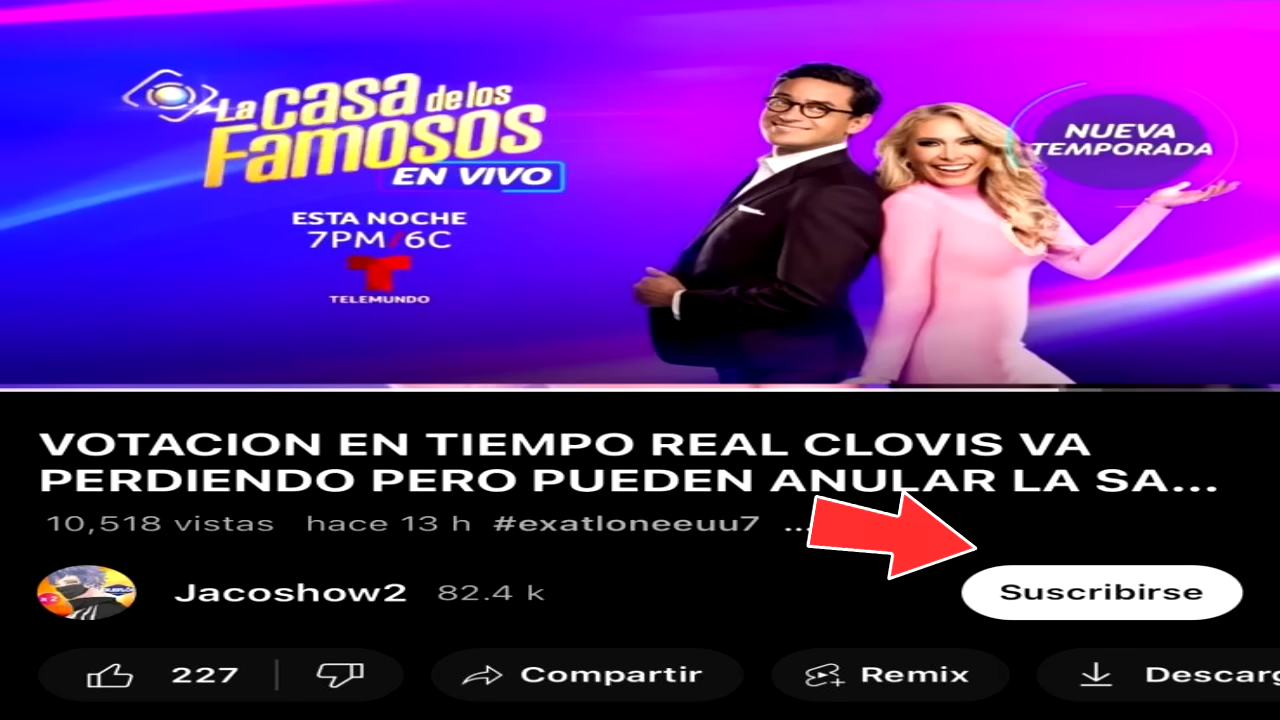 La casa de los
Famosos
EN VIVO
ESTA NOCHE
7PM/6C
TELEMUNDO
NUEVA
TEMPORADA
VOTACION EN TIEMPO REAL CLOVIS VA
PERDIENDO PERO PUEDEN ANULAR LA SA...
10,518 vistas hace 13 h #exatloneeuu7 ...
Jacoshow2 82.4 k
Suscribirse
227 Compartir Remix Descarg